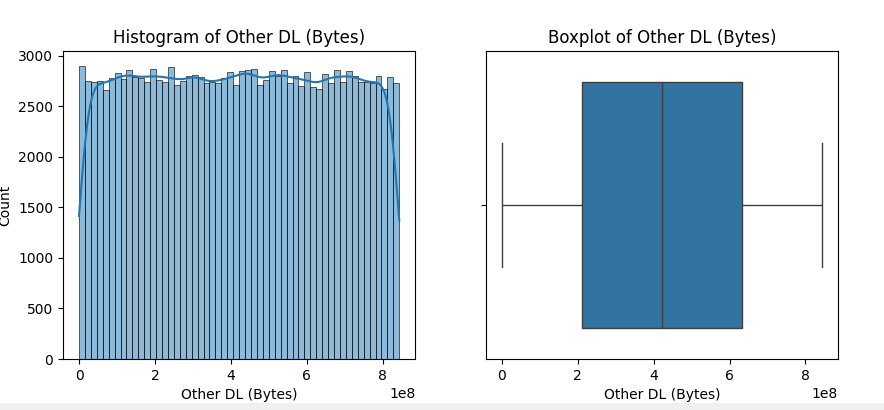 Histogram of Other DL (Bytes)
3000
2500
2000
1500
1000
500
0
Count
0 2 4 6 8
1e8
Other DL (Bytes)
Boxplot of Other DL (Bytes)
0 2 4 6 8
1e8
Other DL (Bytes)